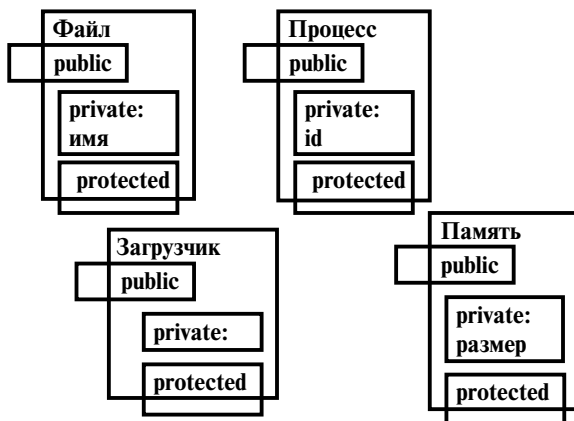 Файл
public
private:
имя
protected
Процесс
public
private:
id
protected
Загрузчик
public
private:
protected
Память
public
private:
размер
protected